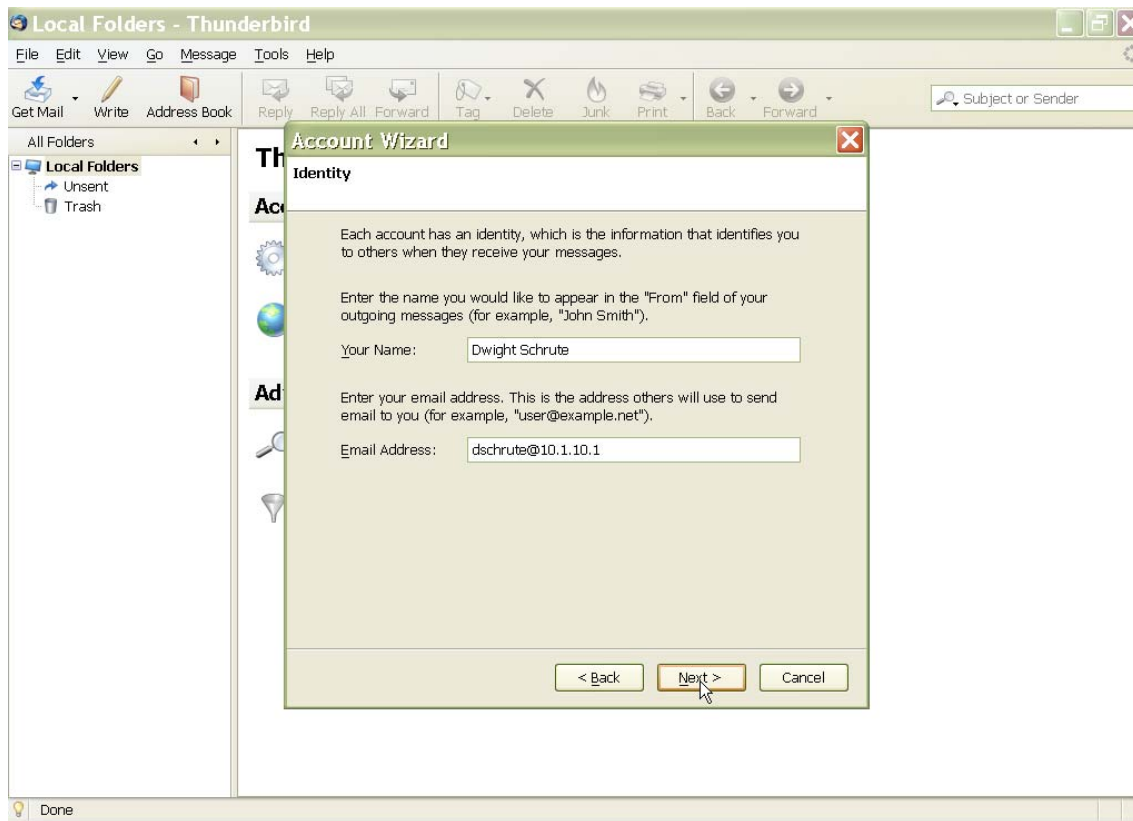 Local Folders - Thunderbird
File Edit View Go Message Tools Help
Get Mail Write Address Book Reply Reply All Forward Tag Delete Junk Print Back Forward Subject or Sender
All Folders
Local Folders
Unsent
Trash
Th
Ac
Ad
Account Wizard
Identity
Each account has an identity, which is the information that identifies you
to others when they receive your messages.
Enter the name you would like to appear in the "From" field of your
outgoing messages (for example, "John Smith").
Your Name: Dwight Schrute
Enter your email address. This is the address others will use to send
email to you (for example, "user@example.net").
Email Address: dschrute@10.1.10.1
< Back Next > Cancel
Done